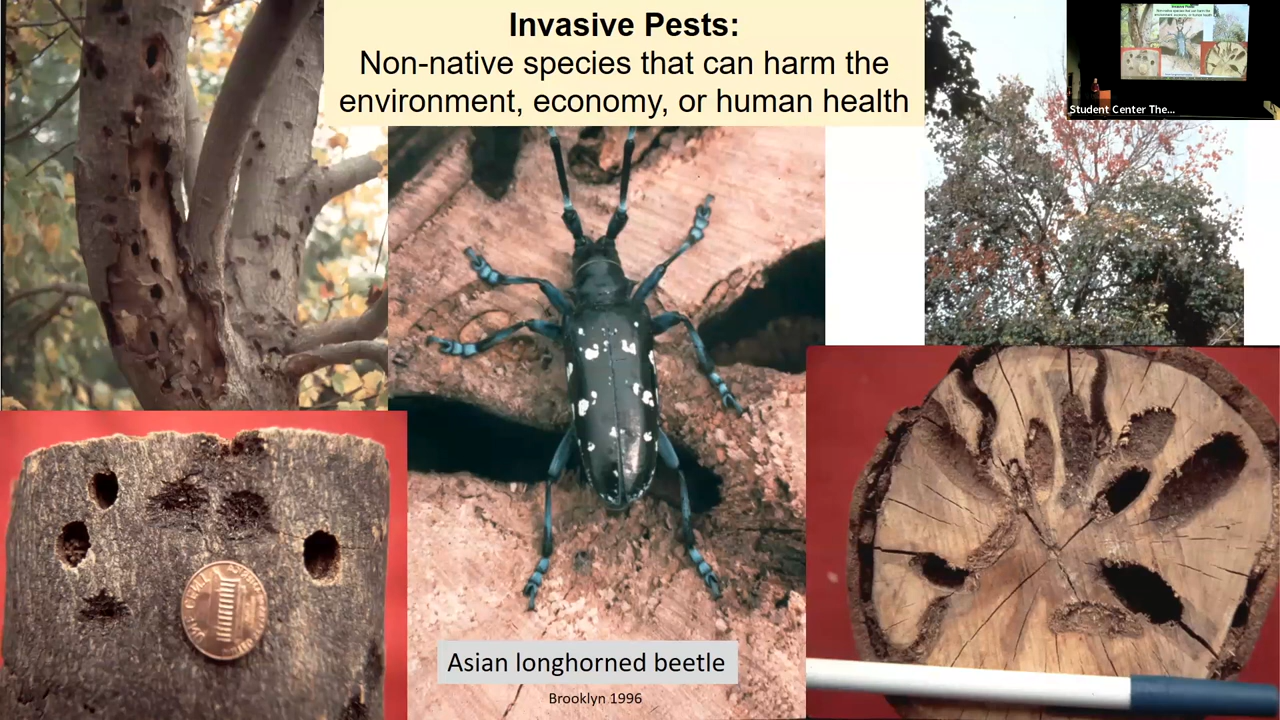 Invasive Pests:
Non-native species that can harm the
environment, economy, or human health
Student Center The...
Asian longhorned beetle
Brooklyn 1996